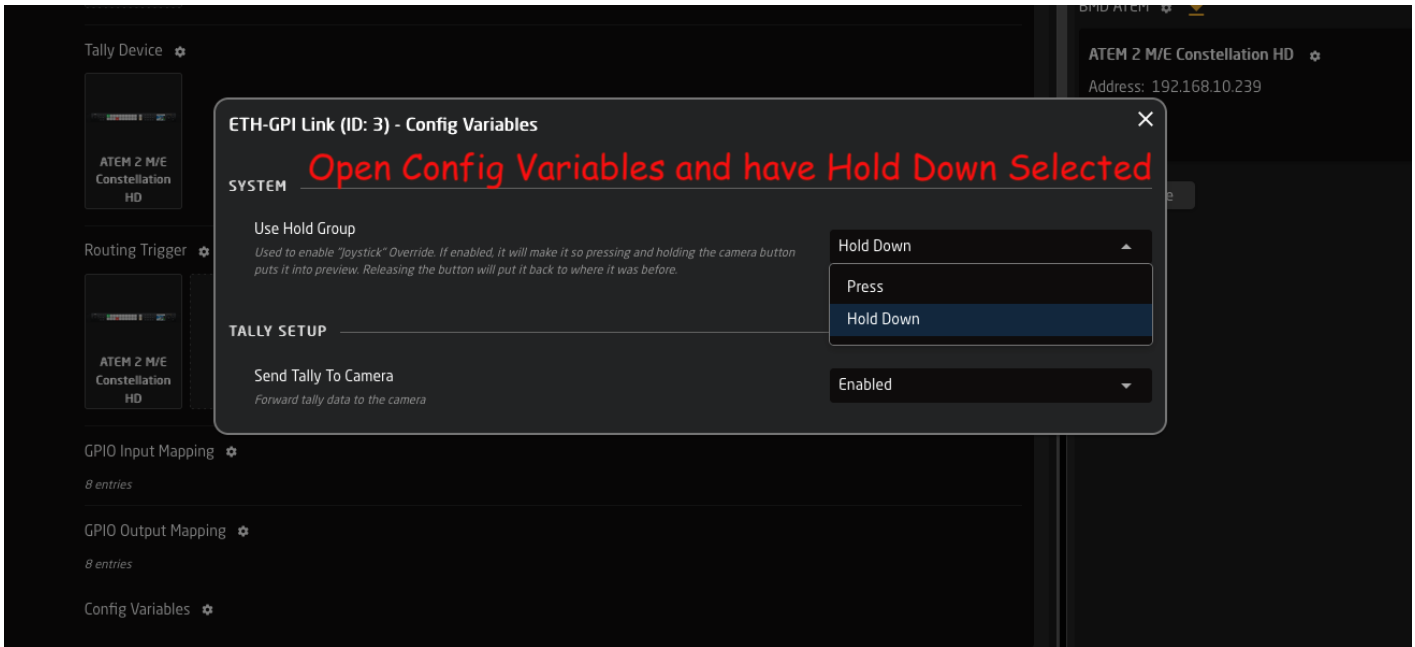 BMD ATEM
Tally Device
ATEM 2 M/E
Constellation
HD
ATEM 2 M/E Constellation HD
Address: 192.168.10.239
ETH-GPI Link (ID: 3) - Config Variables
Open Config Variables and have Hold Down Selected
SYSTEM
Use Hold Group
Used to enable "Joystick" Override. If enabled, it will make it so pressing and holding the camera button
puts it into preview. Releasing the button will put it back to where it was before.
Hold Down
Press
Hold Down
Routing Trigger
ATEM 2 M/E
Constellation
HD
TALLY SETUP
Send Tally To Camera
Forward tally data to the camera
Enabled
GPIO Input Mapping
8 entries
GPIO Output Mapping
8 entries
Config Variables